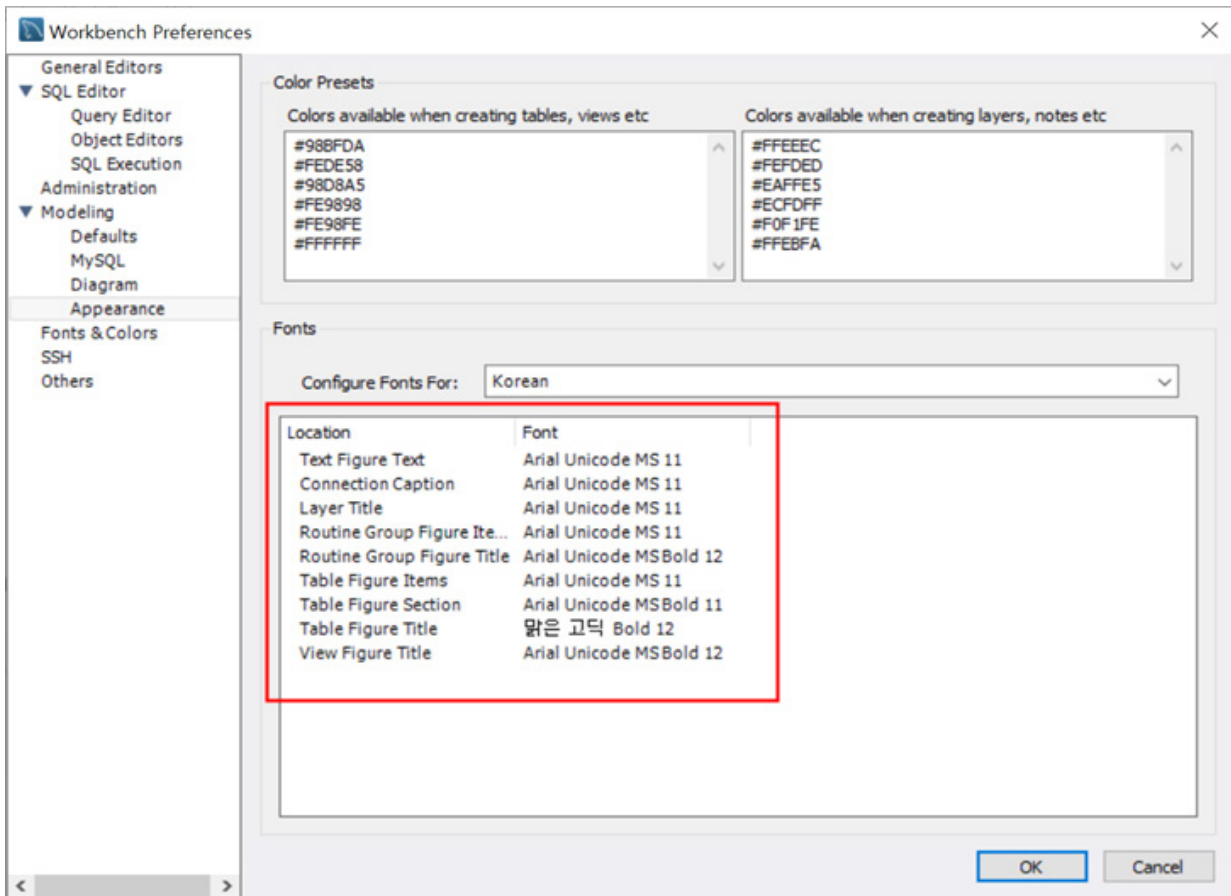 Workbench Preferences
General Editors
SQL Editor
Query Editor
Object Editors
SQL Execution
Administration
Modeling
Defaults
MySQL
Diagram
Appearance
Fonts & Colors
SSH
Others
Color Presets
Colors available when creating tables, views etc
#98BFDA
#FEDE58
#98D8A5
#FE9898
#FE98FE
#FFFFFF
Colors available when creating layers, notes etc
#FFEEEC
#FEFDED
#EAFFE5
#ECFDFF
#F0F1FE
#FFEBFA
Fonts
Configure Fonts For: Korean
Location Font
Text Figure Text Arial Unicode MS 11
Connection Caption Arial Unicode MS 11
Layer Title Arial Unicode MS 11
Routine Group Figure Ite... Arial Unicode MS 11
Routine Group Figure Title Arial Unicode MSBold 12
Table Figure Items Arial Unicode MS 11
Table Figure Section Arial Unicode MSBold 11
Table Figure Title 맑은 고딕 Bold 12
View Figure Title Arial Unicode MSBold 12
OK Cancel